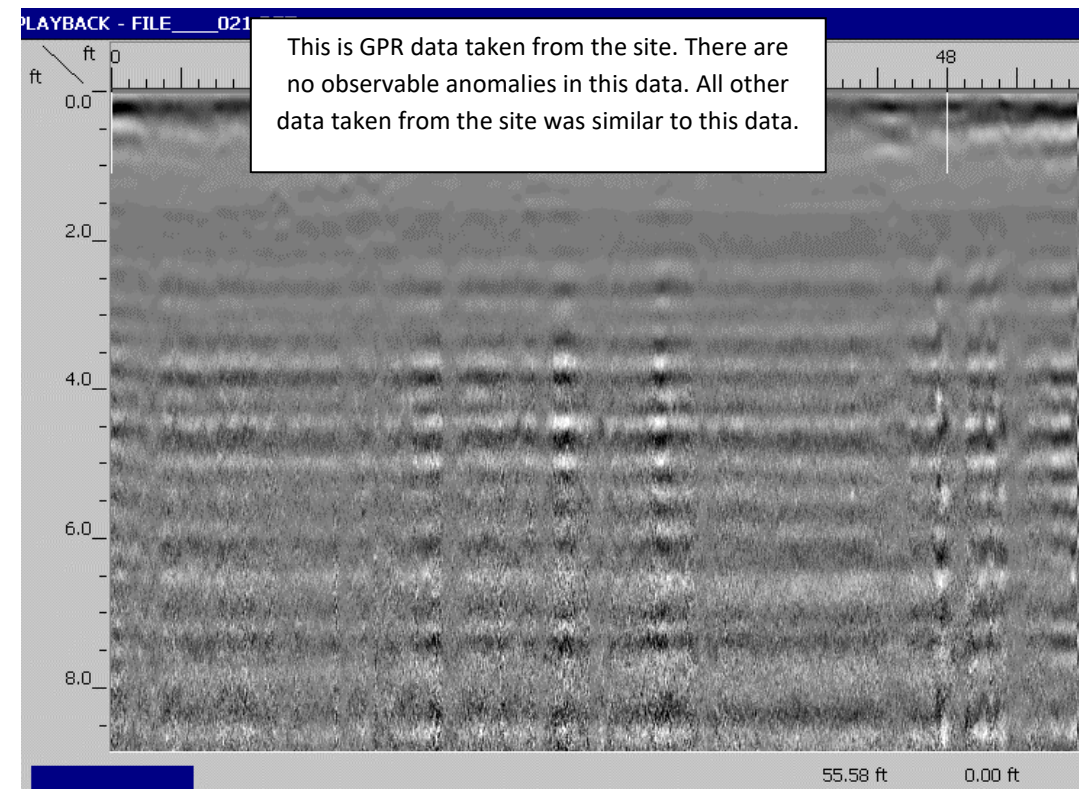 PLAYBACK - FILE____021
This is GPR data taken from the site. There are
no observable anomalies in this data. All other
data taken from the site was similar to this data.
ft 0 48
ft
0.0
2.0
4.0
6.0
8.0
55.58 ft 0.00 ft